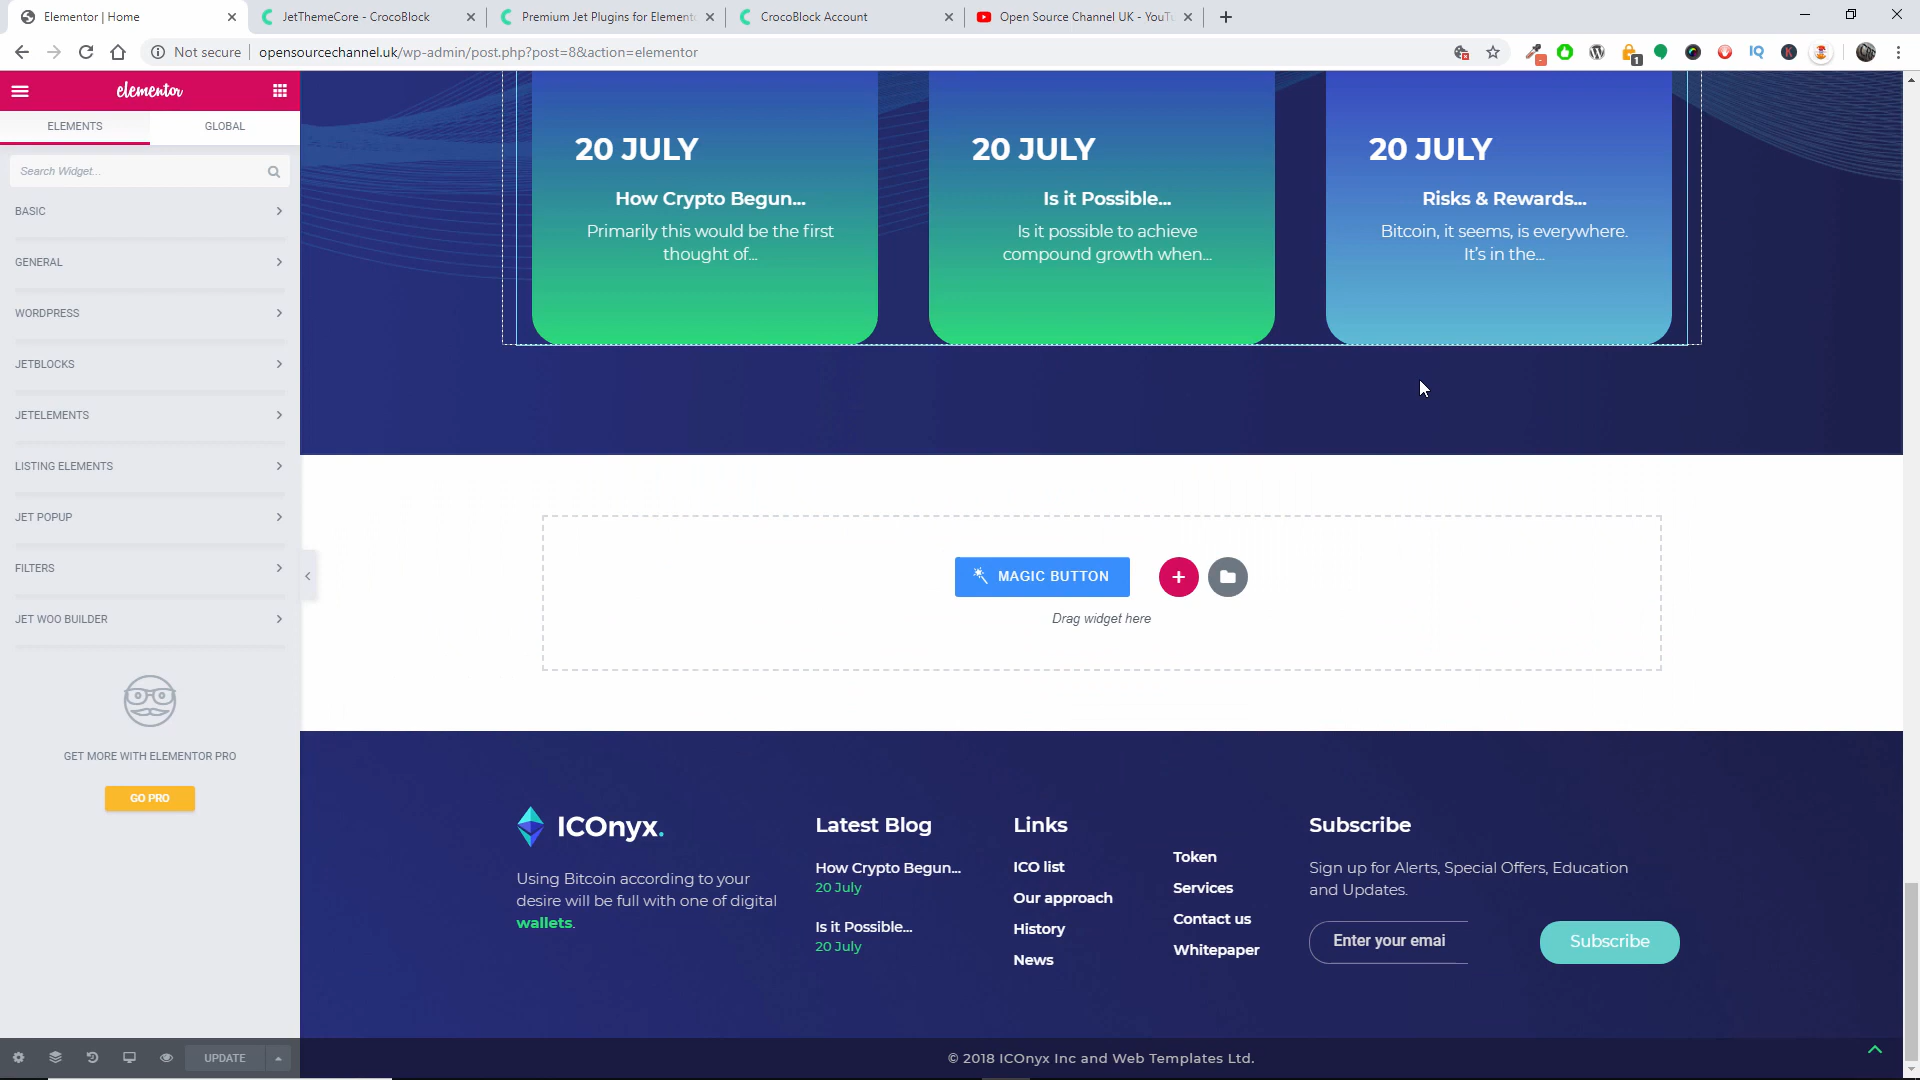 Elementor | Home
JetThemeCore - CrocoBlock
Premium Jet Plugins for Element
CrocoBlock Account
Open Source Channel UK - YouTu
Not secure
opensourcechannel.uk/wp-admin/post.php?post=8&action=elementor
IQ
K
1
elementor
ELEMENTS
GLOBAL
Search Widget...
BASIC
GENERAL
WORDPRESS
JETBLOCKS
JETELEMENTS
LISTING ELEMENTS
JET POPUP
FILTERS
JET WOO BUILDER
GET MORE WITH ELEMENTOR PRO
GO PRO
UPDATE
20 JULY
How Crypto Begun...
Primarily this would be the first
thought of...
20 JULY
Is it Possible...
Is it possible to achieve
compound growth when...
20 JULY
Risks & Rewards...
Bitcoin, it seems, is everywhere.
It's in the...
MAGIC BUTTON
Drag widget here
ICOnyx.
Using Bitcoin according to your
desire will be full with one of digital
wallets.
Latest Blog
How Crypto Begun...
20 July
Is it Possible...
20 July
Links
ICO list
Our approach
History
News
Token
Services
Contact us
Whitepaper
Subscribe
Sign up for Alerts, Special Offers, Education
and Updates.
Enter your emai
Subscribe
© 2018 ICOnyx Inc and Web Templates Ltd.